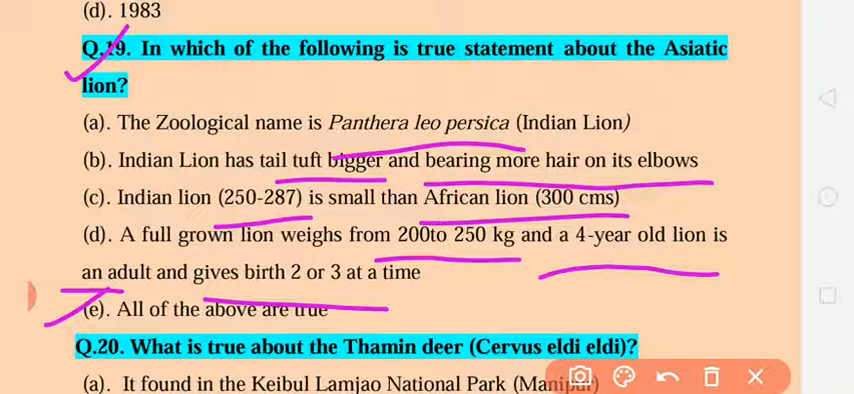 (d). 1983
Q.19. In which of the following is true statement about the Asiatic
lion?
(a). The Zoological name is Panthera leo persica (Indian Lion)
(b). Indian Lion has tail tuft bigger and bearing more hair on its elbows
(c). Indian lion (250-287) is small than African lion (300 cms)
(d). A full grown lion weighs from 200to 250 kg and a 4-year old lion is
an adult and gives birth 2 or 3 at a time
(e). All of the above are true
Q.20. What is true about the Thamin deer (Cervus eldi eldi)?
(a). It found in the Keibul Lamjao National Park (Manipur)